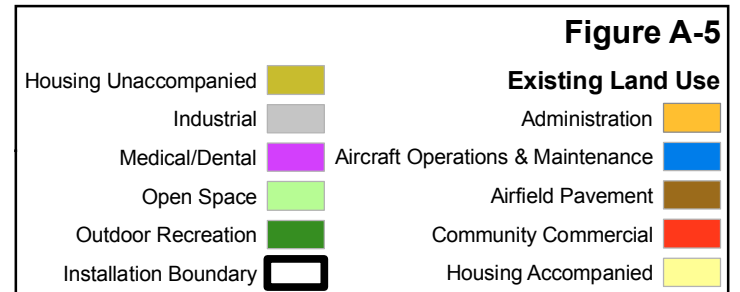 Figure A-5
Existing Land Use
Administration
Aircraft Operations & Maintenance
Airfield Pavement
Community Commercial
Housing Accompanied
Housing Unaccompanied
Industrial
Medical/Dental
Open Space
Outdoor Recreation
Installation Boundary